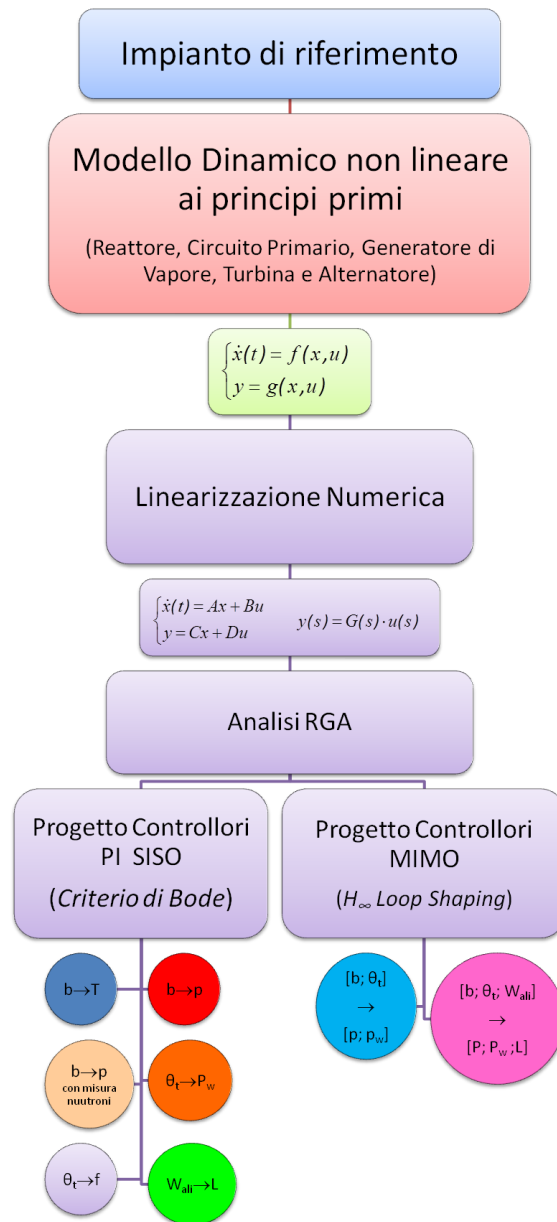 Impianto di riferimento
Modello Dinamico non lineare
ai principi primi
(Reattore, Circuito Primario, Generatore di
Vapore, Turbina e Alternatore)
ẋ(t) = f(x,u)
y = g(x,u)
Linearizzazione Numerica
ẋ(t) = Ax + Bu
y = Cx + Du
y(s) = G(s)·u(s)
Analisi RGA
Progetto Controllori
PI SISO
(Criterio di Bode)
Progetto Controllori
MIMO
(H∞ Loop Shaping)
b→T
b→p
b→p
con misura
nuutroni
θt→Pw
θt→f
Wali→L
[b; θt]
→
[p; pw]
[b; θt; Wali]
→
[P; Pw ;L]